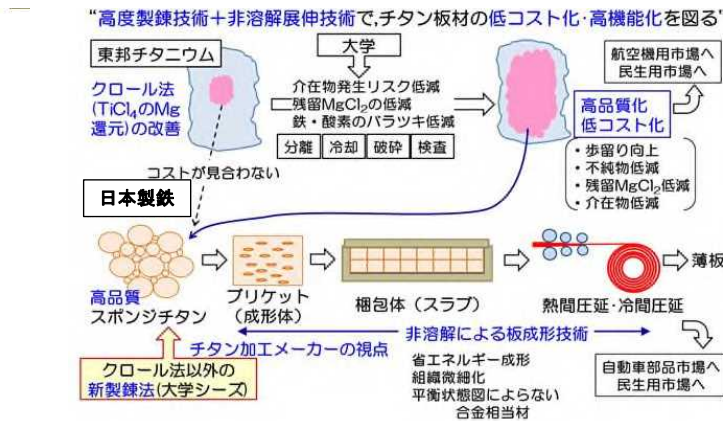 “高度製錬技術＋非溶解展伸技術で,チタン板材の低コスト化・高機能化を図る”
東邦チタニウム
大学
航空機用市場へ
民生用市場へ
クロール法
(TiCl₄のMg
還元)の改善
介在物発生リスク低減
残留MgCl₂の低減
鉄・酸素のバラツキ低減
分離 冷却 破砕 検査
高品質化
低コスト化
・歩留り向上
・不純物低減
・残留MgCl₂低減
・介在物低減
コストが見合わない
日本製鉄
高品質
スポンジチタン
ブリケット
（成形体）
梱包体（スラブ）
熱間圧延・冷間圧延
薄板
チタン加工メーカーの視点
非溶解による板成形技術
クロール法以外の
新製錬法(大学シーズ)
省エネルギー成形
組織微細化
平衡状態図によらない
合金相当材
自動車部品市場へ
民生用市場へ